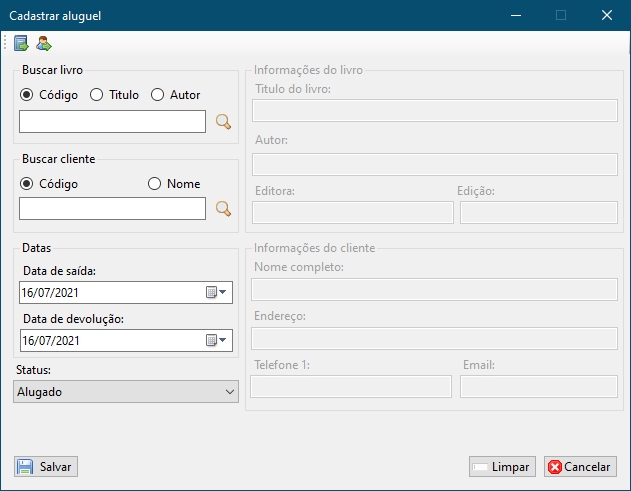 Cadastrar aluguel
Buscar livro
Código Titulo Autor
Buscar cliente
Código Nome
Datas
Data de saída:
16/07/2021
Data de devolução:
16/07/2021
Status:
Alugado
Informações do livro
Titulo do livro:
Autor:
Editora: Edição:
Informações do cliente
Nome completo:
Endereço:
Telefone 1: Email:
Salvar Limpar Cancelar